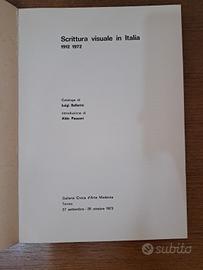 Scrittura visuale in Italia
1912 1972
Catalogo di
Luigi Ballerini
Introduzione di
Aldo Passoni
Galleria Civica d'Arte Moderna
Torino
27 settembre - 28 ottobre 1973
subito